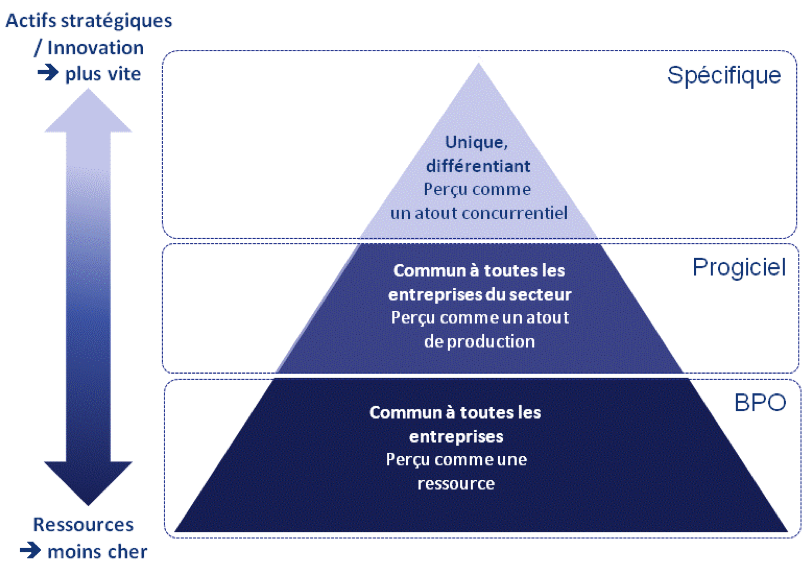 Actifs stratégiques
/ Innovation
➔ plus vite
Spécifique
Unique,
différentiant
Perçu comme
un atout concurrentiel
Progiciel
Commun à toutes les
entreprises du secteur
Perçu comme un atout
de production
BPO
Commun à toutes les
entreprises
Perçu comme une
ressource
Ressources
➔ moins cher